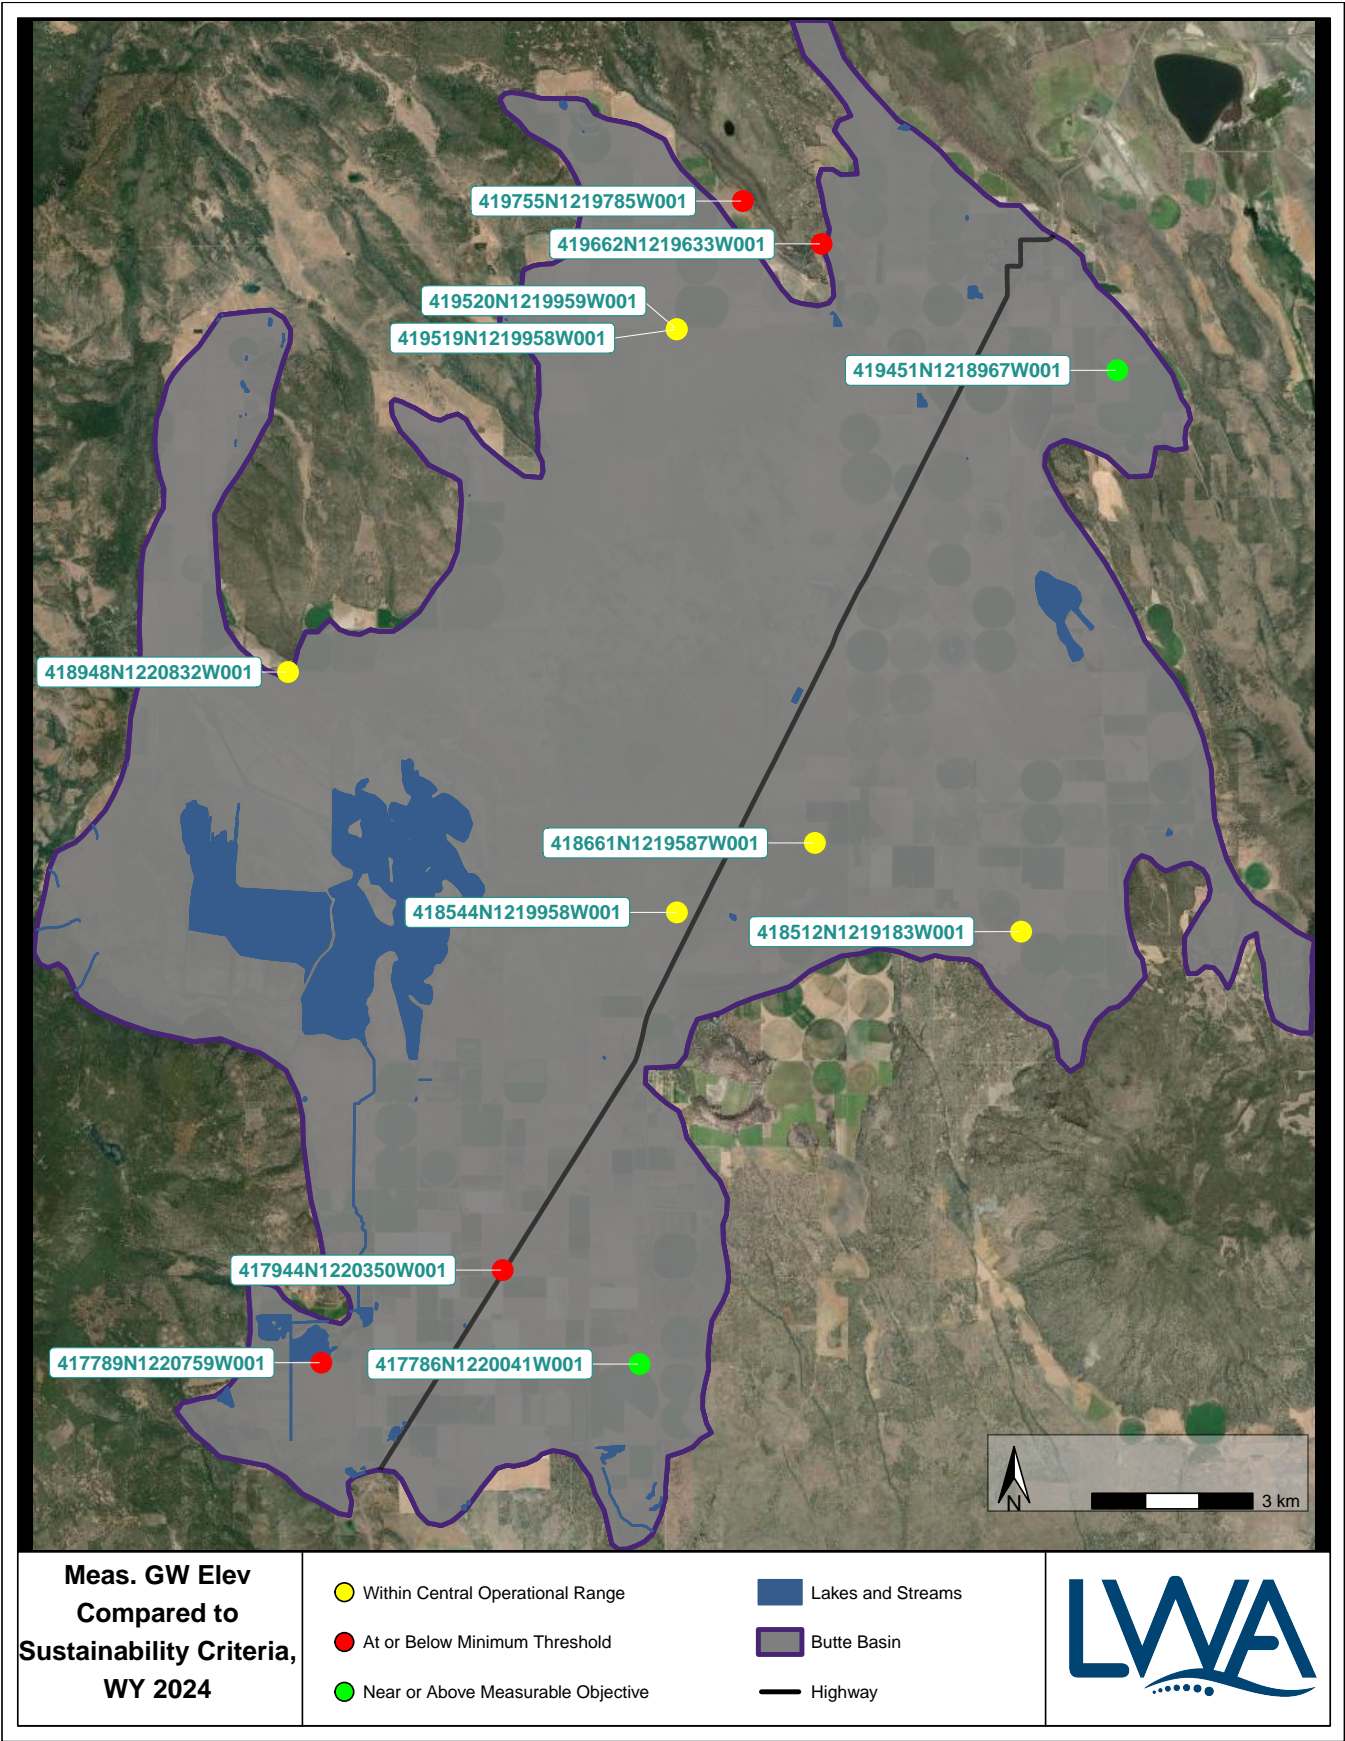 419755N1219785W001
419662N1219633W001
419520N1219959W001
419519N1219958W001
419451N1218967W001
418948N1220832W001
418661N1219587W001
418544N1219958W001
418512N1219183W001
417944N1220350W001
417789N1220759W001
417786N1220041W001
N
3 km
Meas. GW Elev
Compared to
Sustainability Criteria,
WY 2024
Within Central Operational Range
At or Below Minimum Threshold
Near or Above Measurable Objective
Lakes and Streams
Butte Basin
Highway
LWA